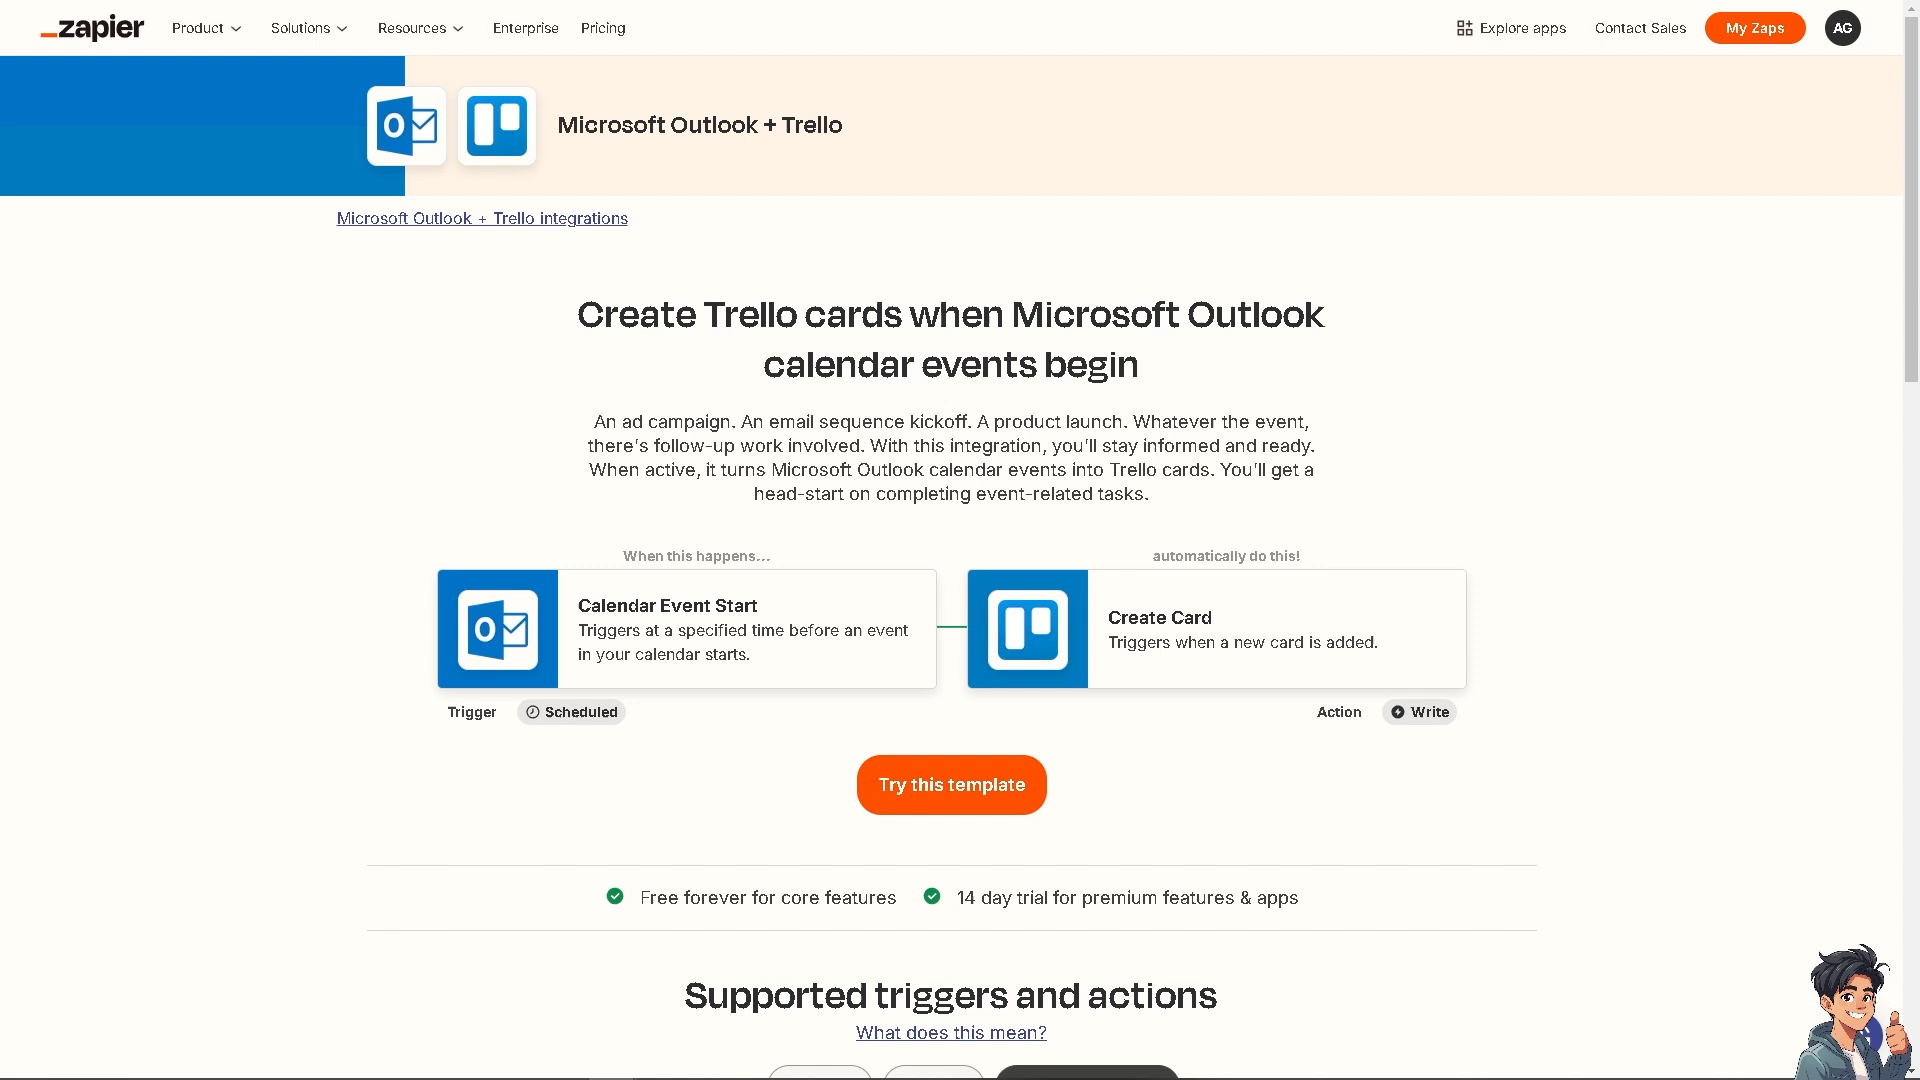 zapier
Product
Solutions
Resources
Enterprise
Pricing
Explore apps
Contact Sales
My Zaps
AG
Microsoft Outlook + Trello
Microsoft Outlook + Trello integrations
Create Trello cards when Microsoft Outlook
calendar events begin
An ad campaign. An email sequence kickoff. A product launch. Whatever the event,
there's follow-up work involved. With this integration, you'll stay informed and ready.
When active, it turns Microsoft Outlook calendar events into Trello cards. You'll get a
head-start on completing event-related tasks.
When this happens...
automatically do this!
Calendar Event Start
Triggers at a specified time before an event
in your calendar starts.
Create Card
Triggers when a new card is added.
Trigger
Scheduled
Action
Write
Try this template
Free forever for core features
14 day trial for premium features & apps
Supported triggers and actions
What does this mean?